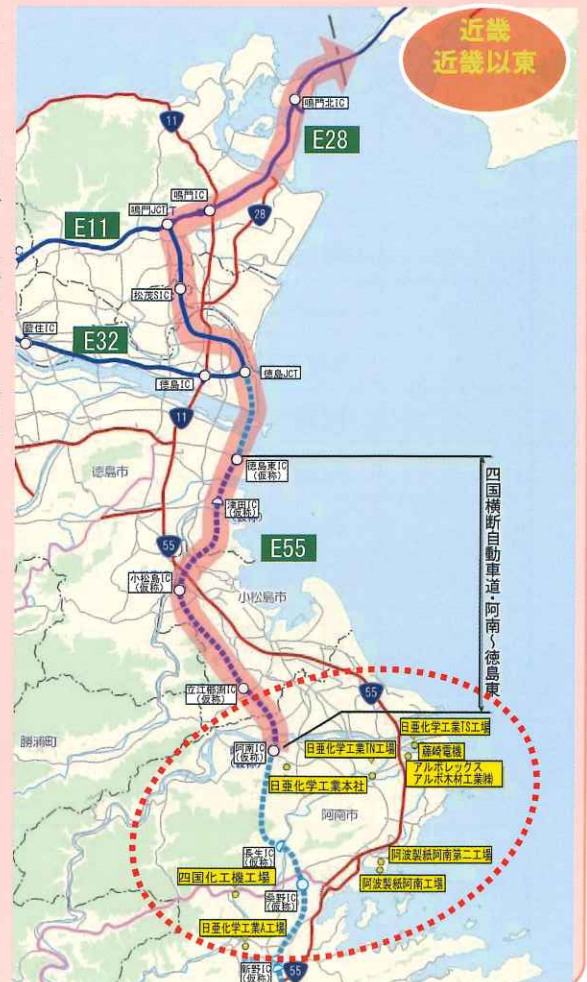 近畿
近畿以東
鳴門北IC
11
E28
鳴門IC
鳴門JCT
28
E11
松茂SIC
藍住IC
E32
徳島JCT
徳島IC
11
徳島東IC
(仮称)
徳島市
津田IC
(仮称)
55
E55
小松島IC
(仮称)
小松島市
四国横断自動車道・阿南～徳島東
立江櫛渕IC
(仮称)
55
勝浦町
日亜化学工業TS工場
阿南IC
(仮称)
日亜化学工業TN工場
藤崎電機
アルボレックス
アルボ木材工業㈱
日亜化学工業本社
阿南市
長生IC
(仮称)
阿波製紙阿南第二工場
四国化工機工場
阿波製紙阿南工場
桑野IC
(仮称)
日亜化学工業A工場
新野IC
(仮称)
55